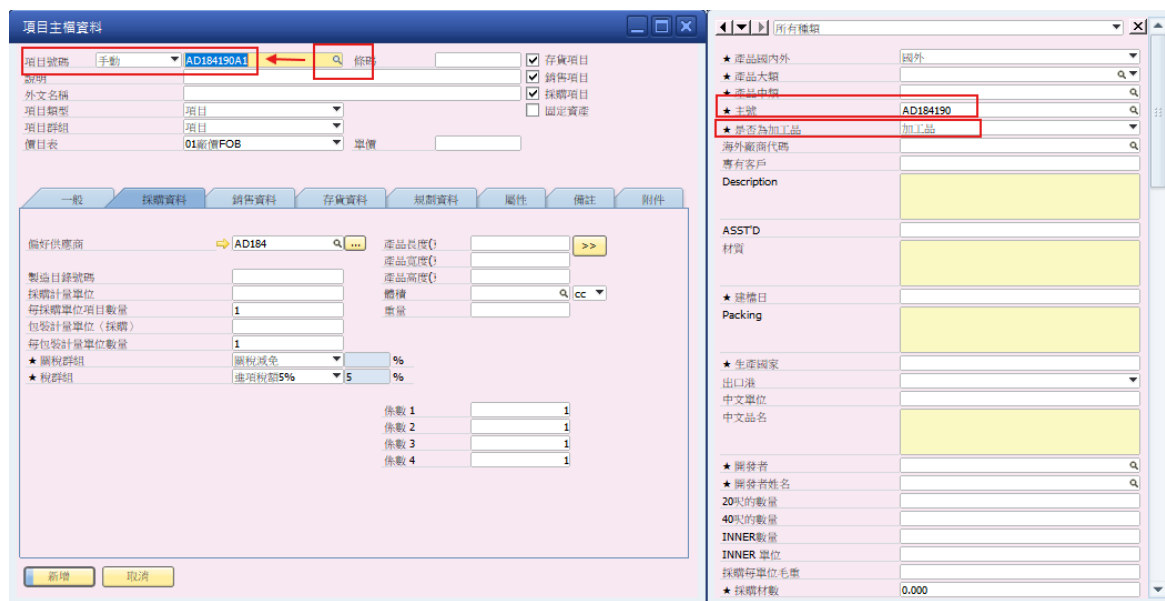 項目主檔資料
項目號碼 手動 AD184190A1 條碼
說明
外文名稱
項目類型 項目
項目群組 項目
價目表 01廠價FOB 單價
存貨項目
銷售項目
採購項目
固定資產
一般 採購資料 銷售資料 存貨資料 規劃資料 屬性 備註 附件
偏好供應商 AD184 ...
製造目錄號碼
採購計量單位
每採購單位項目數量 1
包裝計量單位（採購）
每包裝計量單位數量 1
★ 關稅群組 關稅減免 %
★ 稅群組 進項稅額5% 5 %
產品長度(
產品寬度(
產品高度(
體積 cc
重量
>>
係數 1 1
係數 2 1
係數 3 1
係數 4 1
新增 取消
所有種類 X
★ 產品國內外 國外
★ 產品大類
★ 產品中類
★ 主號 AD184190
★ 是否為加工品 加工品
海外廠商代碼
專有客戶
Description
ASST'D
材質
★ 建檔日
Packing
★ 生產國家
出口港
中文單位
中文品名
★ 開發者
★ 開發者姓名
20呎的數量
40呎的數量
INNER數量
INNER 單位
採購每單位毛重
★ 採購材數 0.000